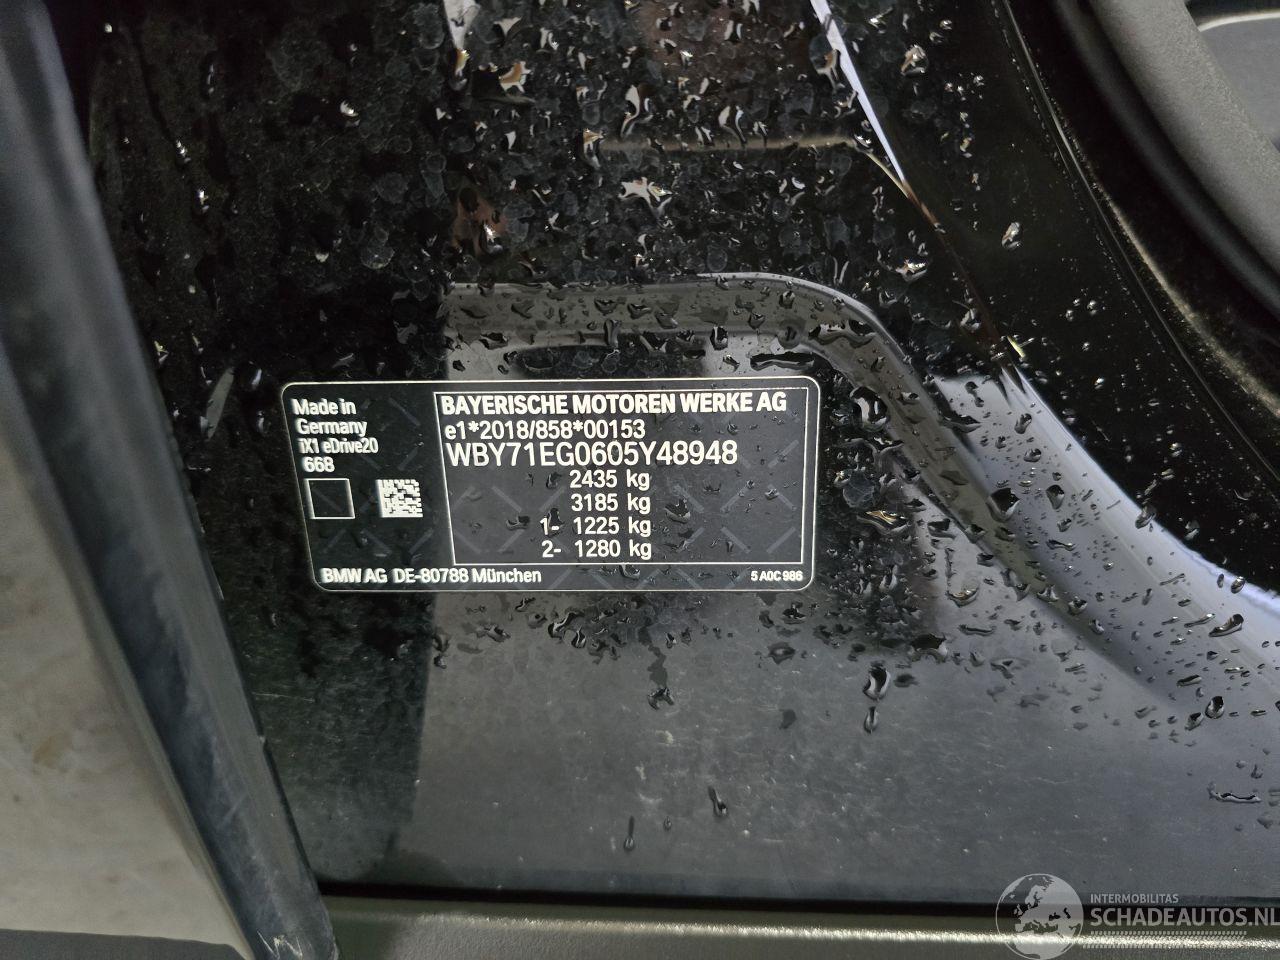 Made in
Germany
iX1 eDrive20
668
BAYERISCHE MOTOREN WERKE AG
e1*2018/858*00153
WBY71EG0605Y48948
2435 kg
3185 kg
1- 1225 kg
2- 1280 kg
BMW AG DE-80788 München
5 A0C 986
INTERMOBILITAS
SCHADEAUTOS.NL